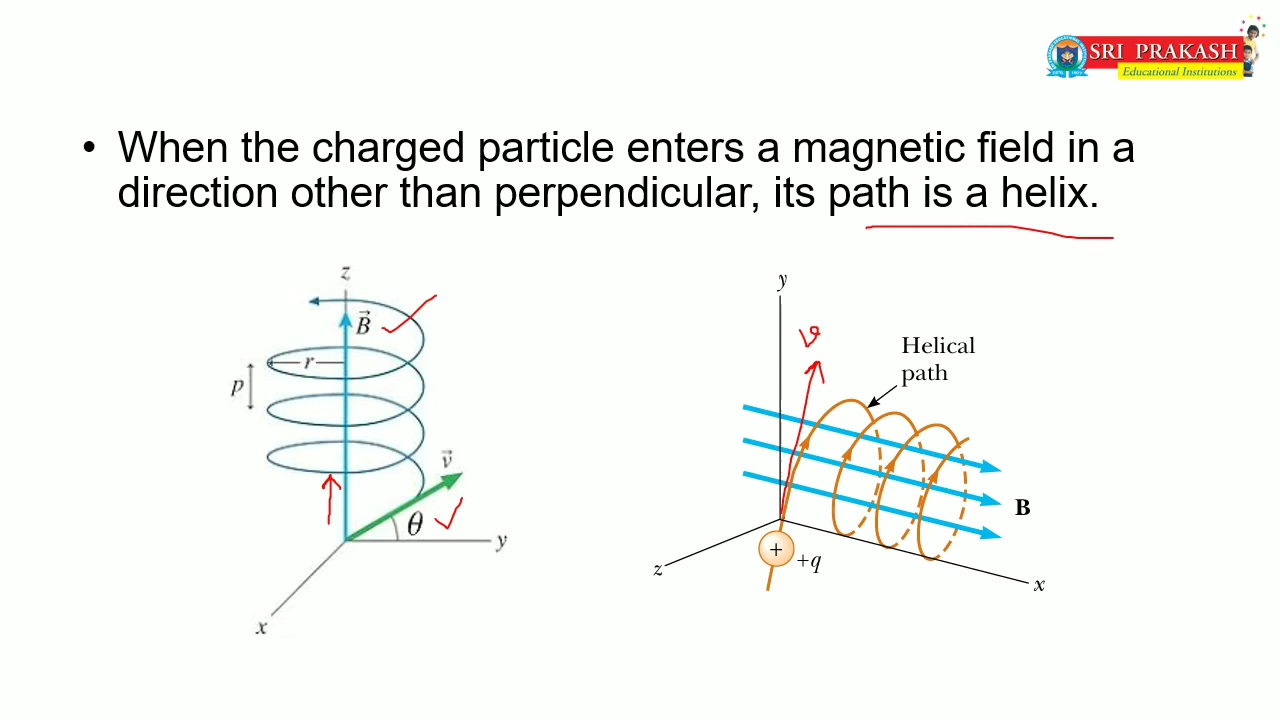 SRI PRAKASH
Educational Institutions
• When the charged particle enters a magnetic field in a
direction other than perpendicular, its path is a helix.
z
B⃗
r
p
v⃗
θ
y
x
y
v
Helical
path
B
+
+q
z
x